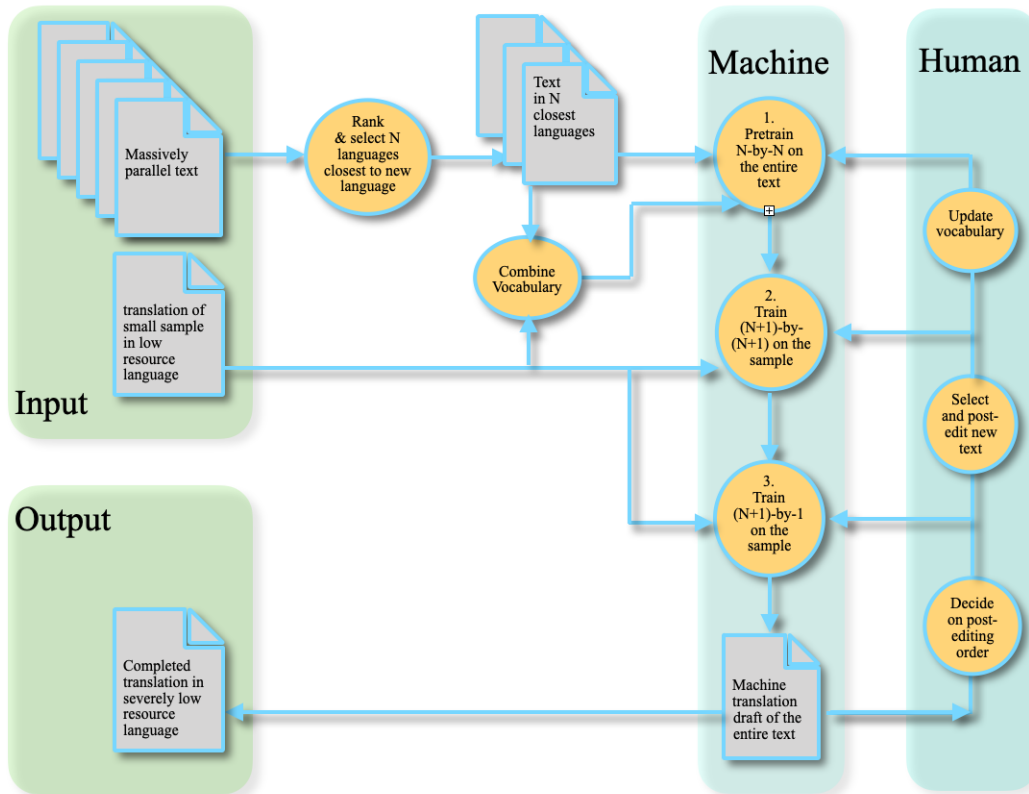 Massively
parallel text
translation of
small sample
in low
resource
language
Input
Rank
& select N
languages
closest to new
language
Text
in N
closest
languages
Combine
Vocabulary
Machine
1.
Pretrain
N-by-N on
the entire
text
2.
Train
(N+1)-by-
(N+1) on the
sample
3.
Train
(N+1)-by-1
on the
sample
Machine
translation
draft of the
entire text
Human
Update
vocabulary
Select
and post-
edit new
text
Decide
on post-
editing
order
Output
Completed
translation in
severely low
resource
language